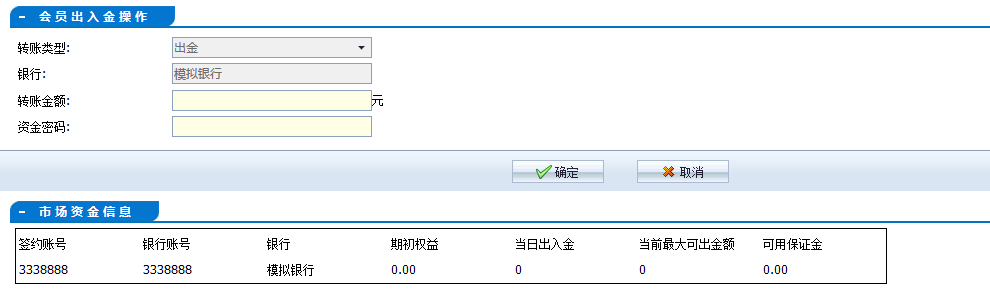 会员出入金操作
转账类型: 出金
银行: 模拟银行
转账金额: 元
资金密码:
确定 取消
市场资金信息
签约账号 银行账号 银行 期初权益 当日出入金 当前最大可出金额 可用保证金
3338888 3338888 模拟银行 0.00 0 0 0.00